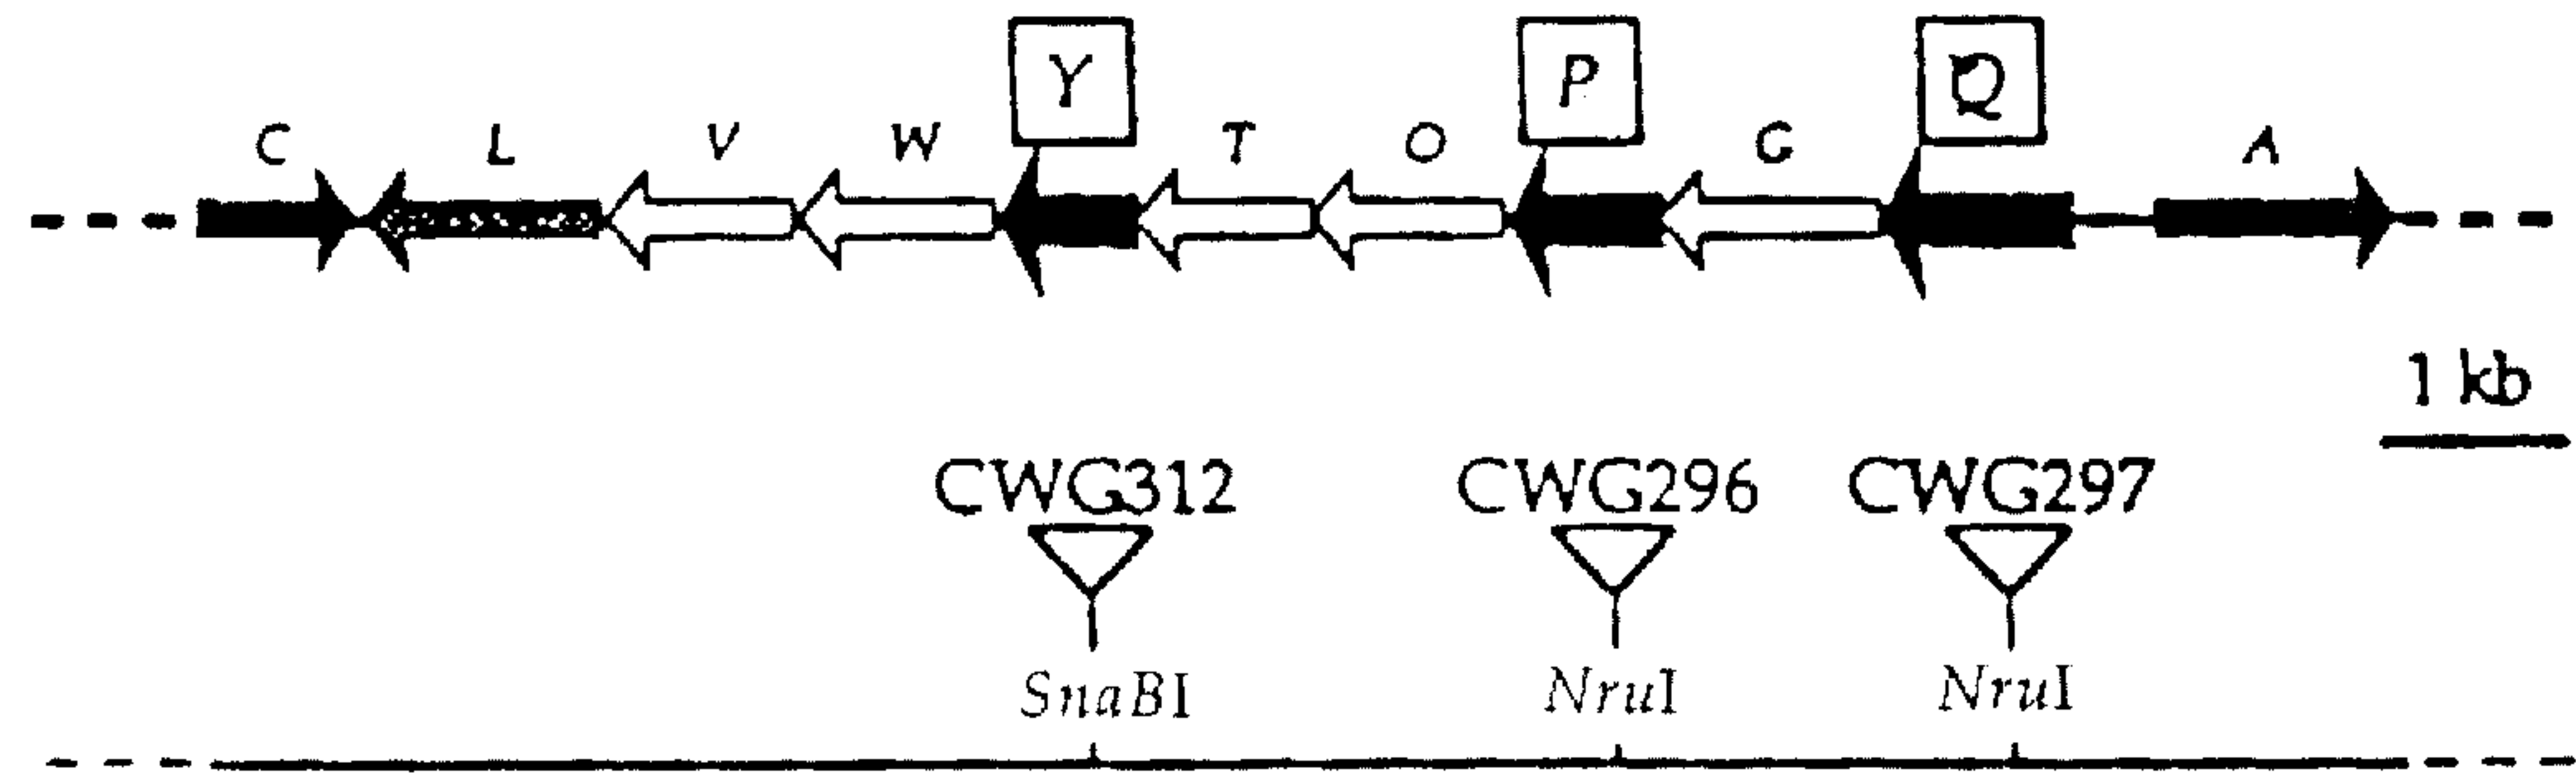 Y P Q
C L V W T O G A
1 kb
CWG312 CWG296 CWG297
SnaBI NruI NruI